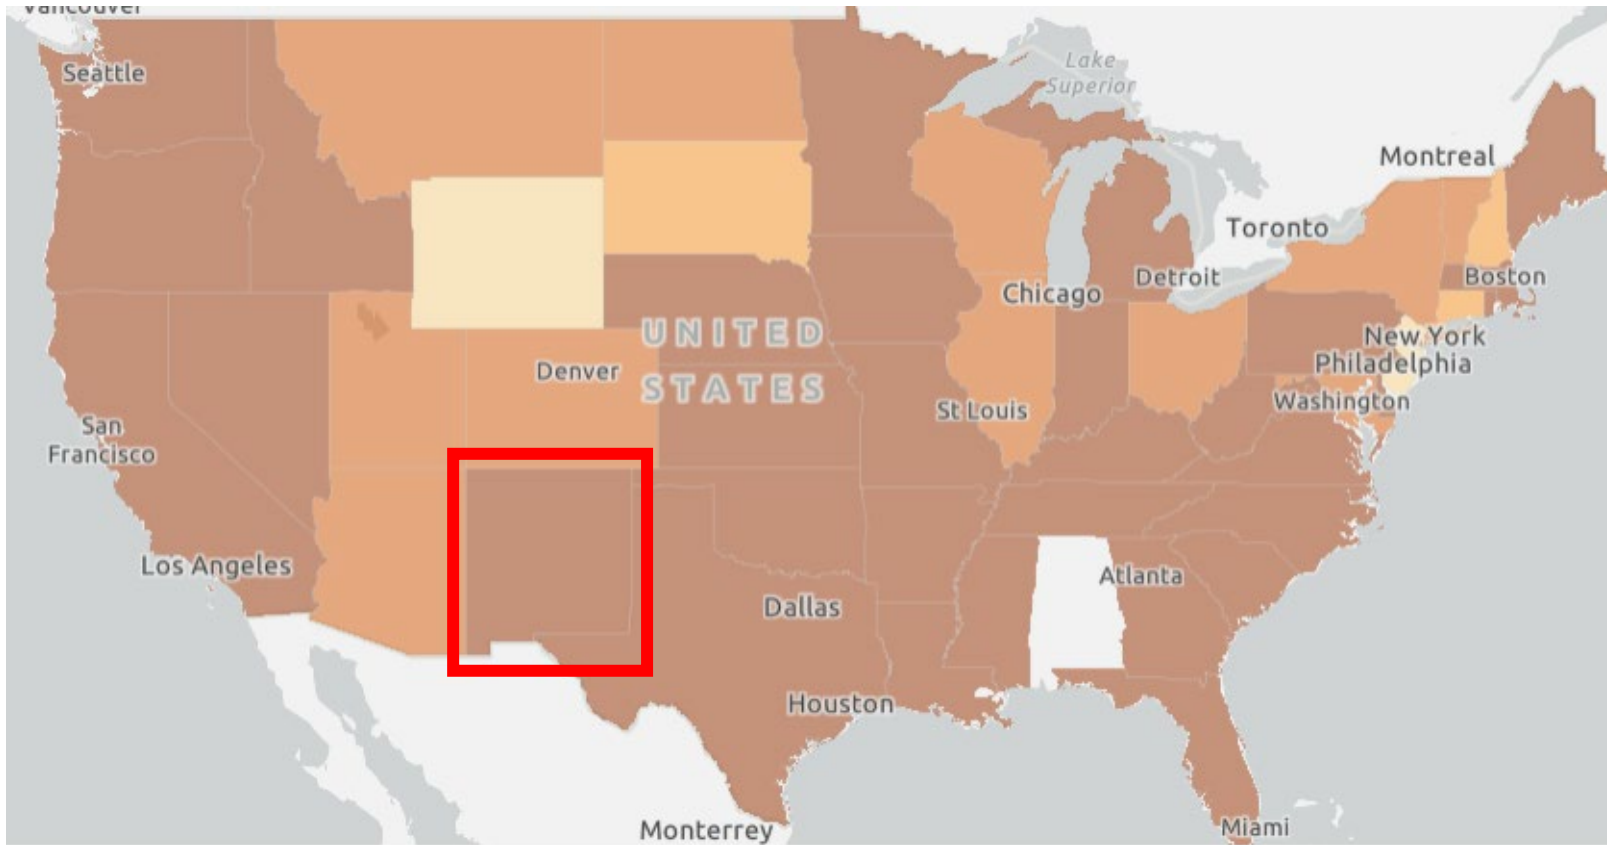 Vancouver
Seattle
Lake
Superior
Montreal
Toronto
Boston
Detroit
Chicago
UNITED
STATES
New York
Philadelphia
Denver
Washington
St Louis
San
Francisco
Los Angeles
Atlanta
Dallas
Houston
Monterrey
Miami